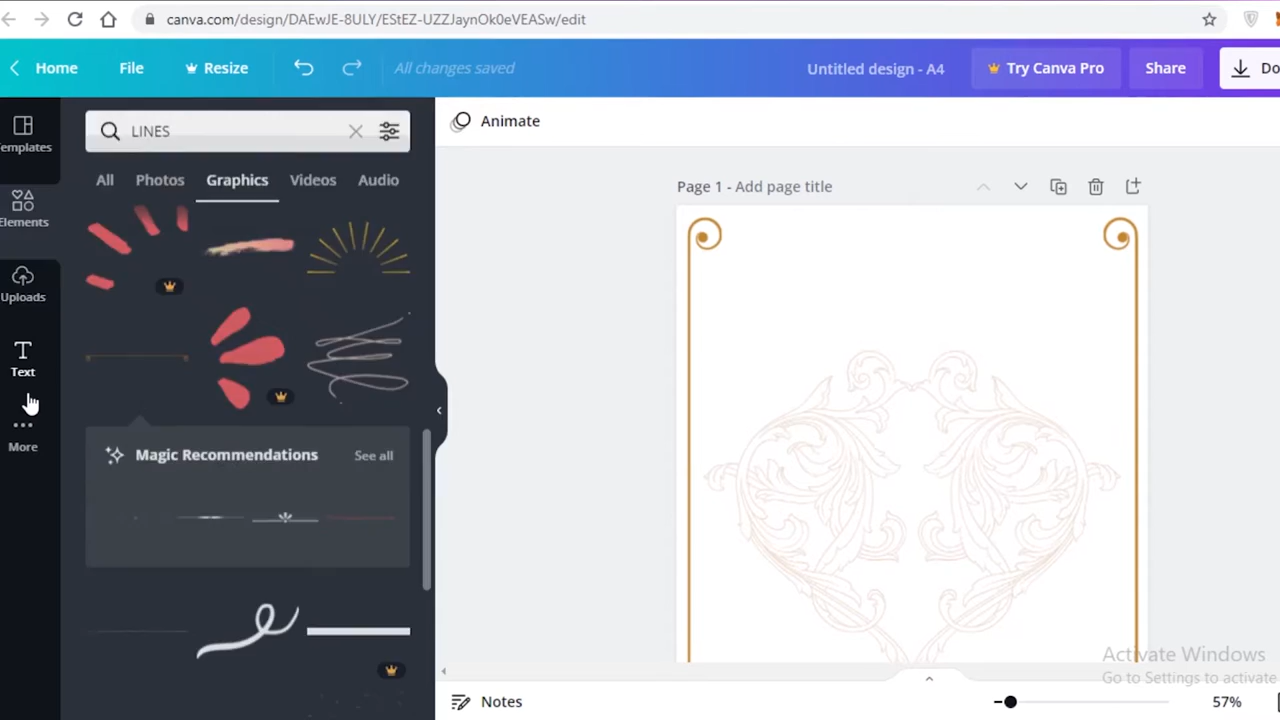 canva.com/design/DAEwJE-8ULY/EStEZ-UZZJaynOk0eVEASw/edit
Home File Resize All changes saved Untitled design - A4 Try Canva Pro Share Do
LINES
Animate
Templates
All Photos Graphics Videos Audio
Page 1 - Add page title
Elements
Uploads
Text
More
Magic Recommendations See all
Activate Windows
Go to Settings to activate
Notes
57%